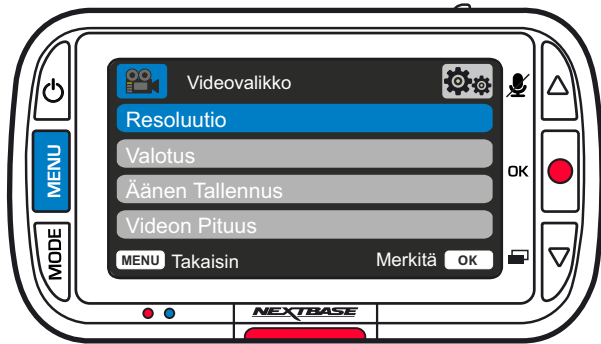 Videovalikko
Resoluutio
Valotus
Äänen Tallennus
Videon Pituus
MENU Takaisin Merkitä OK
MENU
MODE
OK
NEXTBASE